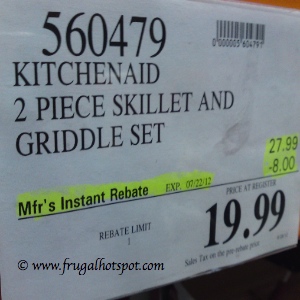 560479
0000005604791
KITCHENAID
2 PIECE SKILLET AND
GRIDDLE SET
27.99
-8.00
Mfr's Instant Rebate EXP. 07/22/12
PRICE AT REGISTER
REBATE LIMIT
1
19.99
Sales Tax on the pre-rebate price
© www.frugalhotspot.com